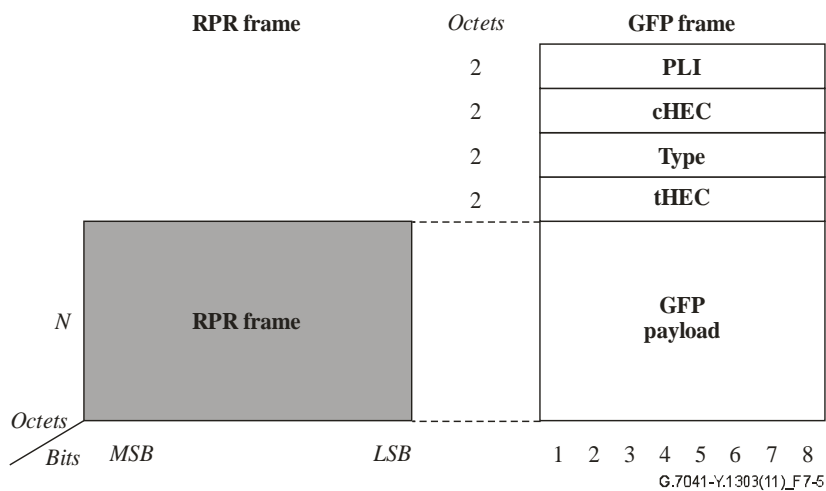 RPR frame Octets GFP frame
2 PLI
2 cHEC
2 Type
2 tHEC
N RPR frame GFP
payload
Octets
Bits MSB LSB 1 2 3 4 5 6 7 8
G.7041-Y.1303(11)_F7-5